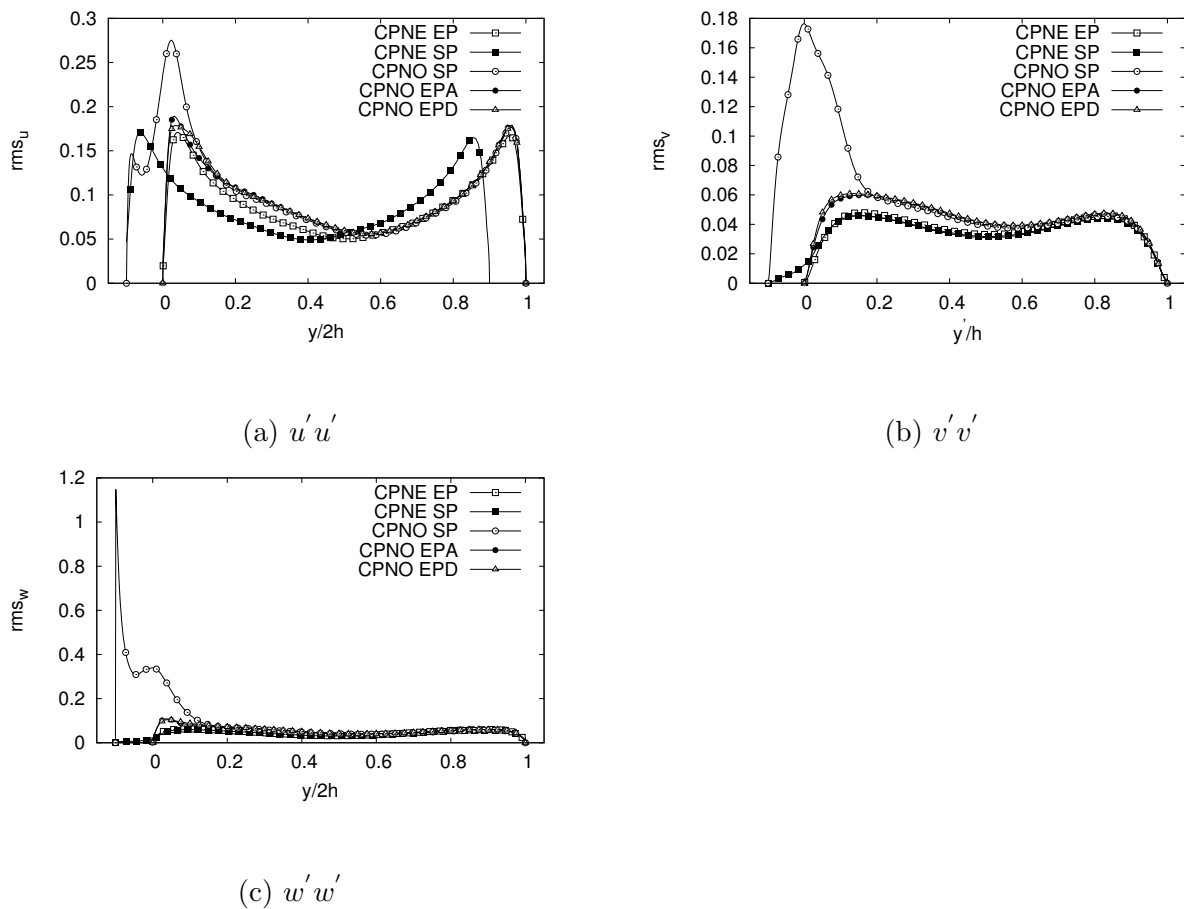 0.3
0.25
0.2
0.15
0.1
0.05
0
rms_u
CPNE EP
CPNE SP
CPNO SP
CPNO EPA
CPNO EPD
0 0.2 0.4 0.6 0.8 1
y/2h
(a) u'u'
0.18
0.16
0.14
0.12
0.10
0.08
0.06
0.04
0.02
0
rms_v
CPNE EP
CPNE SP
CPNO SP
CPNO EPA
CPNO EPD
0 0.2 0.4 0.6 0.8 1
y'/h
(b) v'v'
1.2
1
0.8
0.6
0.4
0.2
0
rms_w
CPNE EP
CPNE SP
CPNO SP
CPNO EPA
CPNO EPD
0 0.2 0.4 0.6 0.8 1
y/2h
(c) w'w'